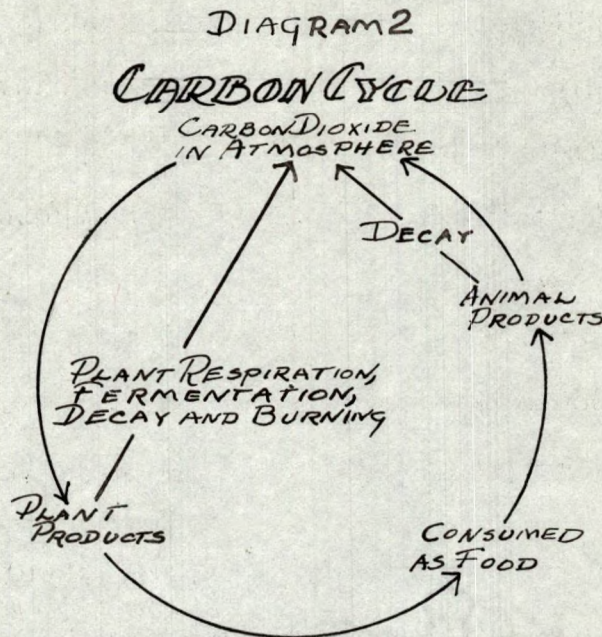 DIAGRAM 2
CARBON CYCLE
CARBON DIOXIDE
IN ATMOSPHERE
DECAY
ANIMAL
PRODUCTS
PLANT RESPIRATION,
FERMENTATION,
DECAY AND BURNING
PLANT
PRODUCTS
CONSUMED
AS FOOD